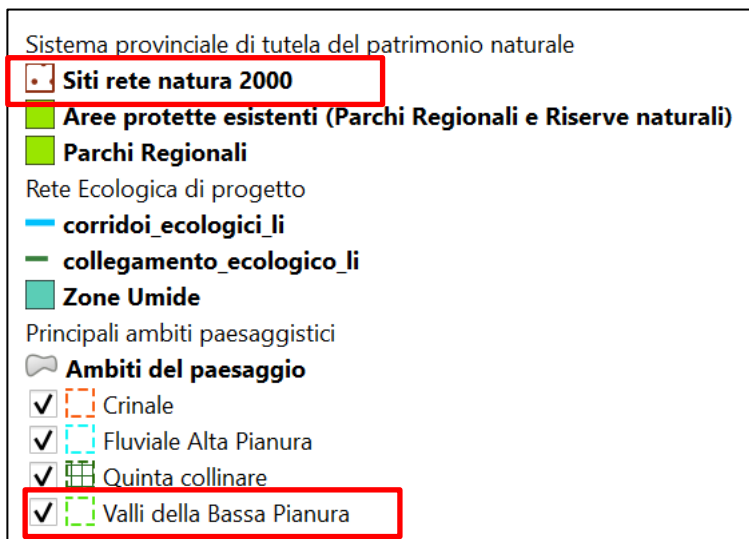 Sistema provinciale di tutela del patrimonio naturale
Siti rete natura 2000
Aree protette esistenti (Parchi Regionali e Riserve naturali)
Parchi Regionali
Rete Ecologica di progetto
corridoi_ecologici_li
collegamento_ecologico_li
Zone Umide
Principali ambiti paesaggistici
Ambiti del paesaggio
Crinale
Fluviale Alta Pianura
Quinta collinare
Valli della Bassa Pianura